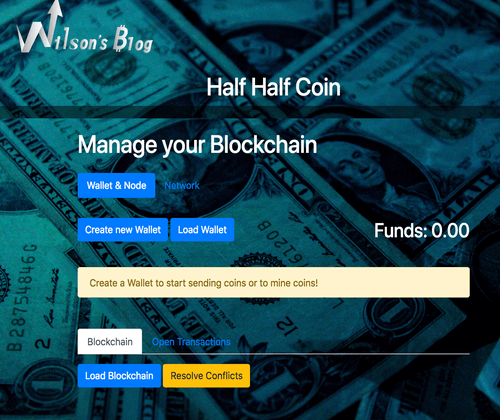 Wilson's Blog
Half Half Coin
Manage your Blockchain
Wallet & Node Network
Create new Wallet Load Wallet Funds: 0.00
Create a Wallet to start sending coins or to mine coins!
Blockchain Open Transactions
Load Blockchain Resolve Conflicts
B 28754846 G